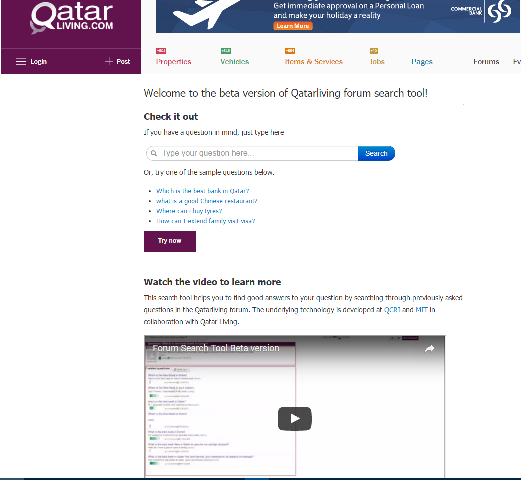 Qatar
LIVING.COM
Get immediate approval on a Personal Loan
and make your holiday a reality
Learn More
COMMERCIAL
BANK
Login
Post
Properties
Vehicles
Items & Services
Jobs
Pages
Forums
Ev
Welcome to the beta version of Qatarliving forum search tool!
Check it out
If you have a question in mind, just type here
Type your question here...
Search
Or, try one of the sample questions below.
Which is the best bank in Qatar?
what is a good Chinese restaurant?
Where can i buy tyres?
How can I extend family visit visa?
Try now
Watch the video to learn more
This search tool helps you to find good answers to your question by searching through previously asked
questions in the Qatarliving forum. The underlying technology is developed at QCRI and MIT in
collaboration with Qatar Living.
Forum Search Tool Beta version